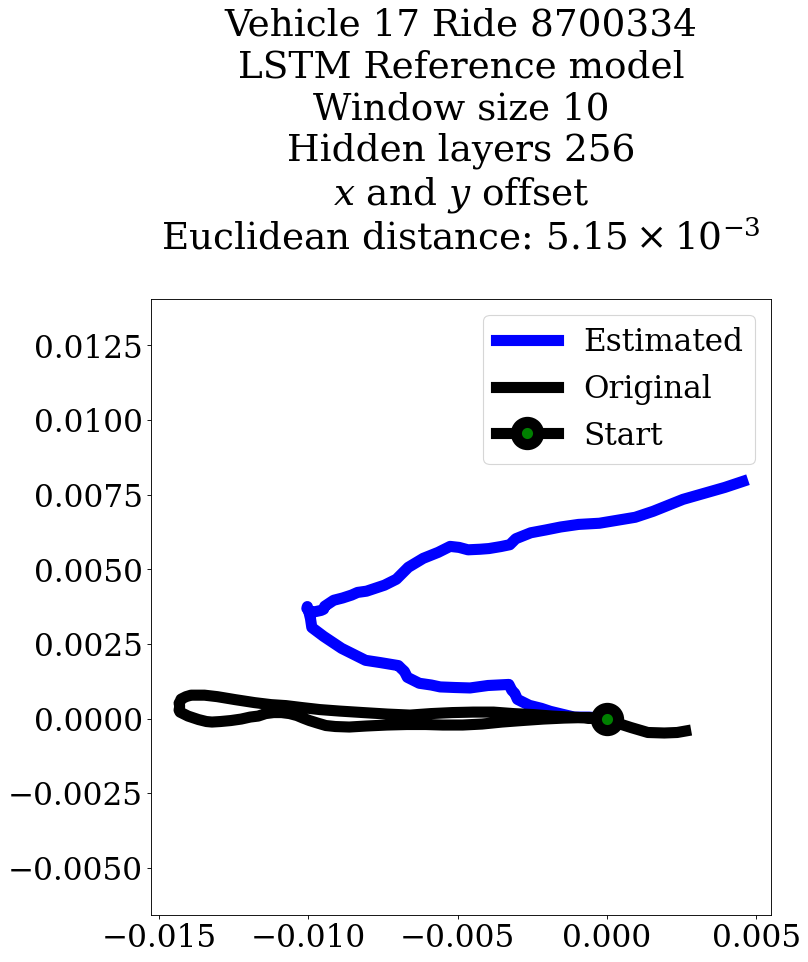 Vehicle 17 Ride 8700334
LSTM Reference model
Window size 10
Hidden layers 256
x and y offset
Euclidean distance: 5.15 × 10⁻³
Estimated
Original
Start
0.0125
0.0100
0.0075
0.0050
0.0025
0.0000
−0.0025
−0.0050
−0.015 −0.010 −0.005 0.000 0.005